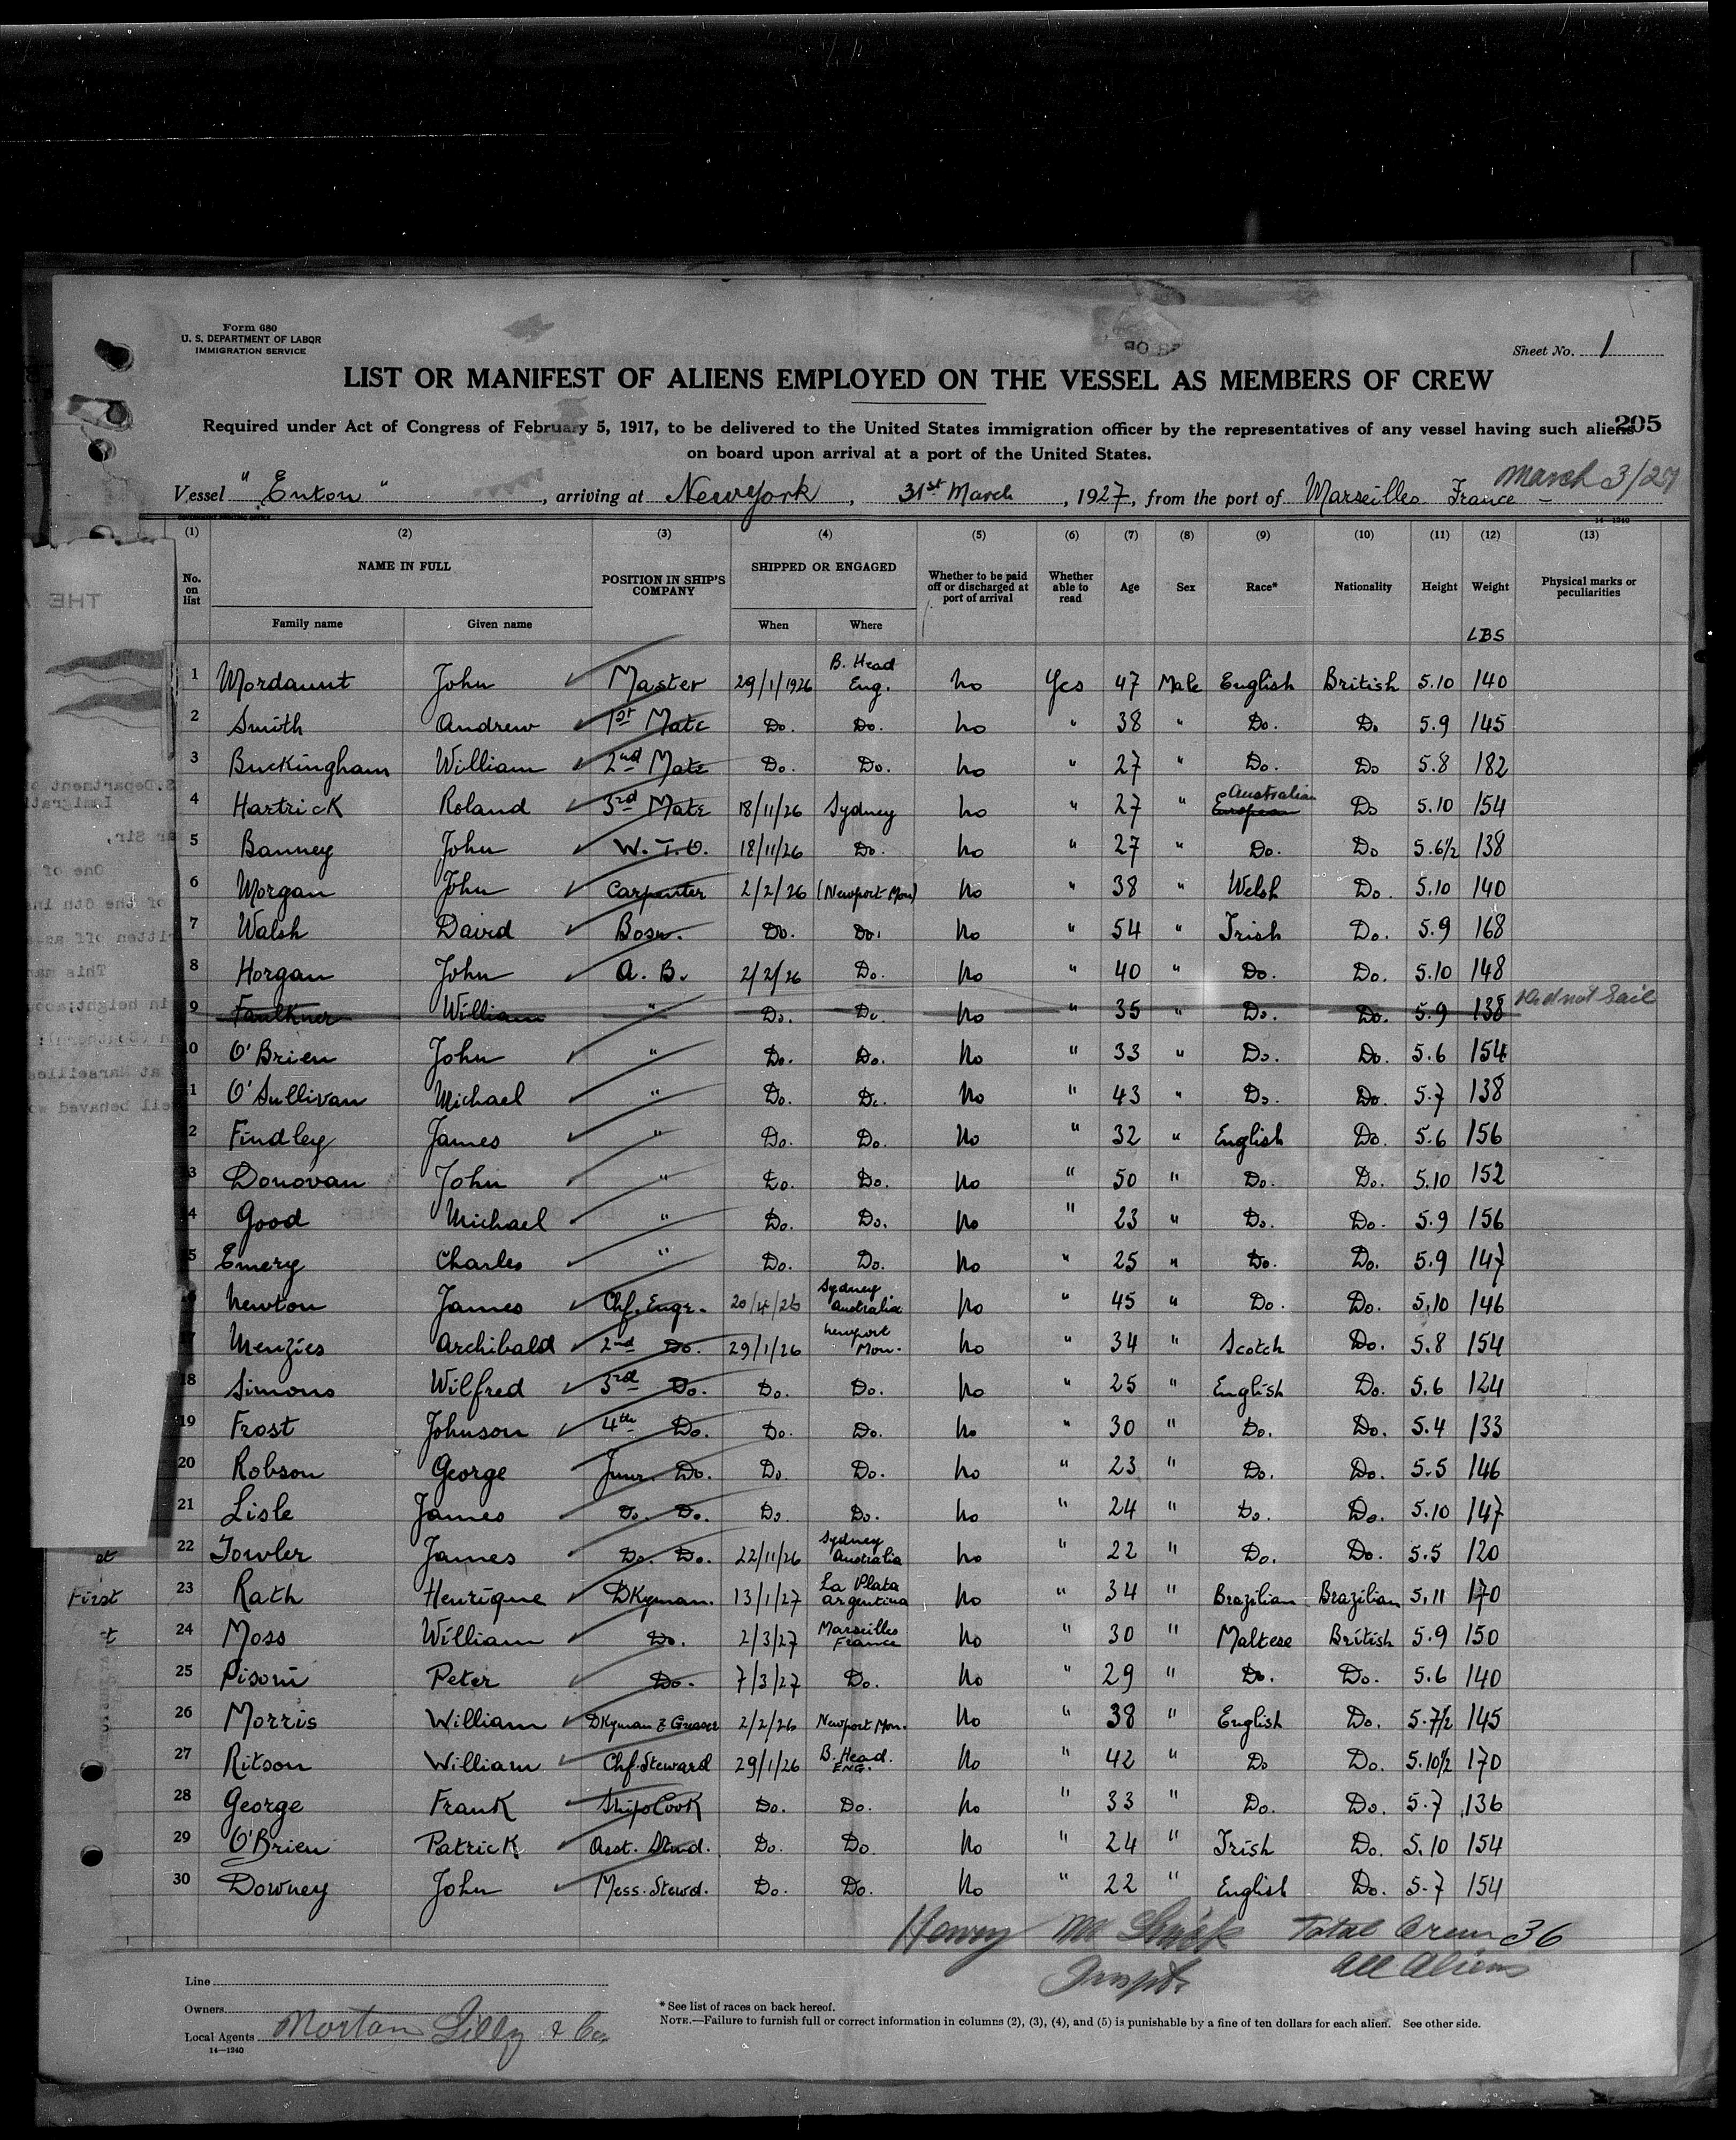 Form 680
U. S. DEPARTMENT OF LABOR
IMMIGRATION SERVICE
Sheet No. 1
LIST OR MANIFEST OF ALIENS EMPLOYED ON THE VESSEL AS MEMBERS OF CREW
205
Required under Act of Congress of February 5, 1917, to be delivered to the United States immigration officer by the representatives of any vessel having such aliens
on board upon arrival at a port of the United States.
March 3/27
Vessel " Enton ", arriving at New York, 31st March, 1927, from the port of Marseilles France
14—1240
(1) (2) (3) (4) (5) (6) (7) (8) (9) (10) (11) (12) (13)
No. on list NAME IN FULL POSITION IN SHIP'S COMPANY SHIPPED OR ENGAGED Whether to be paid off or discharged at port of arrival Whether able to read Age Sex Race* Nationality Height Weight Physical marks or peculiarities
Family name Given name When Where LBS
1 Mordaunt John Master 29/1/1926 B. Head Eng. No Yes 47 Male English British 5.10 140
2 Smith Andrew 1st Mate Do. Do. No " 38 " Do. Do 5.9 145
3 Buckingham William 2nd Mate Do. Do. No " 27 " Do. Do 5.8 182
4 Hartrick Roland 3rd Mate 18/11/26 Sydney No " 27 " European Australian Do 5.10 154
5 Banney John W.T.O. 18/11/26 Do. No " 27 " Do. Do 5.6½ 138
6 Morgan John Carpenter 2/2/26 (Newport Mon) No " 38 " Welsh Do. 5.10 140
7 Walsh David Bosn. Do. Do. No " 54 " Irish Do. 5.9 168
8 Horgan John A. B. 2/2/26 Do. No " 40 " Do. Do. 5.10 148
9 Faulkner William " Do. Do. No " 35 " Do. Do. 5.9 138 Did not Sail
10 O'Brien John " Do. Do. No " 33 " Do. Do. 5.6 154
1 O'Sullivan Michael " Do. Do. No " 43 " Do. Do. 5.7 138
2 Findley James " Do. Do. No " 32 " English Do. 5.6 156
3 Donovan John " Do. Do. No " 50 " Do. Do. 5.10 152
4 Good Michael " Do. Do. No " 23 " Do. Do. 5.9 156
5 Emery Charles " Do. Do. No " 25 " Do. Do. 5.9 147
Newton James Chf. Engr. 20/4/26 Sydney Australia No " 45 " Do. Do. 5.10 146
7 Menzies Archibald 2nd Do. 29/1/26 Newport Mon. No " 34 " Scotch Do. 5.8 154
18 Simons Wilfred 3rd Do. Do. Do. No " 25 " English Do. 5.6 124
19 Frost Johnson 4th Do. Do. Do. No " 30 " Do. Do. 5.4 133
20 Robson George Junr. Do. Do. Do. No " 23 " Do. Do. 5.5 146
21 Lisle James Do. Do. Do. Do. No " 24 " Do. Do. 5.10 147
22 Towler James Do. Do. 22/11/26 Sydney Australia No " 22 " Do. Do. 5.5 120
First
23 Rath Henrique DKyman. 13/1/27 La Plata Argentina No " 34 " Brazilian Brazilian 5.11 170
24 Moss William Do. 2/3/27 Marseilles France No " 30 " Maltese British 5.9 150
25 Pisani Peter Do. 7/3/27 Do. No " 29 " Do. Do. 5.6 140
26 Morris William DKyman & Greaser 2/2/26 Newport Mon. No " 38 " English Do. 5.7½ 145
27 Ritson William Chf. Steward 29/1/26 B. Head. ENG. No " 42 " Do Do. 5.10½ 170
28 George Frank Ships Cook Do. Do. No " 33 " Do. Do. 5.7 136
29 O'Brien Patrick Asst. Stwd. Do. Do. No " 24 " Irish Do. 5.10 154
30 Downey John Mess. Stewd. Do. Do. No " 22 " English Do. 5.7 154
Henry Total Crew 36
Inspt. All Aliens
Line
Owners
Local Agents Morton Lilly & Co.
14—1240
* See list of races on back hereof.
NOTE.—Failure to furnish full or correct information in columns (2), (3), (4), and (5) is punishable by a fine of ten dollars for each alien. See other side.